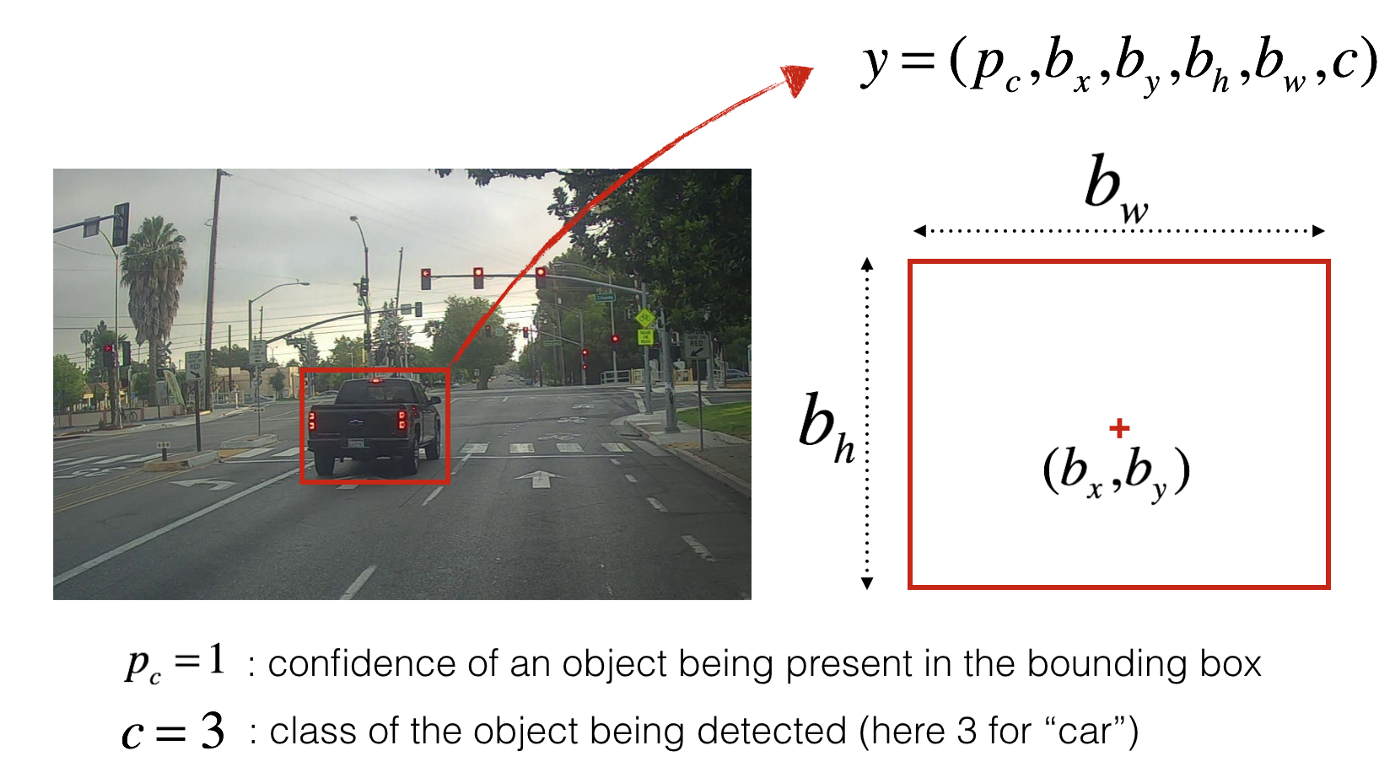 y = (p_c, b_x, b_y, b_h, b_w, c)
b_w
b_h
(b_x, b_y)
p_c = 1 : confidence of an object being present in the bounding box
c = 3 : class of the object being detected (here 3 for “car”)